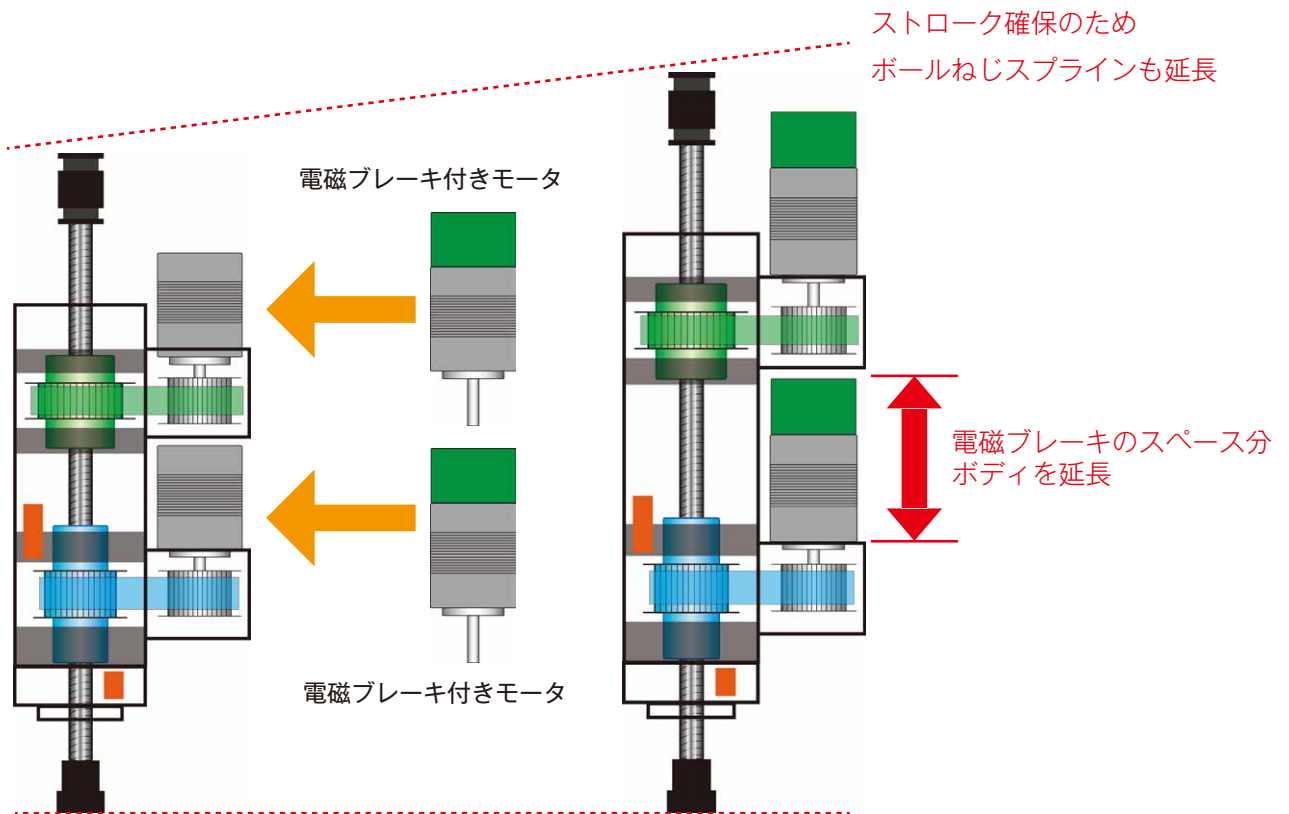 ストローク確保のため
ボールねじスプラインも延長
電磁ブレーキ付きモータ
電磁ブレーキのスペース分
ボディを延長
電磁ブレーキ付きモータ